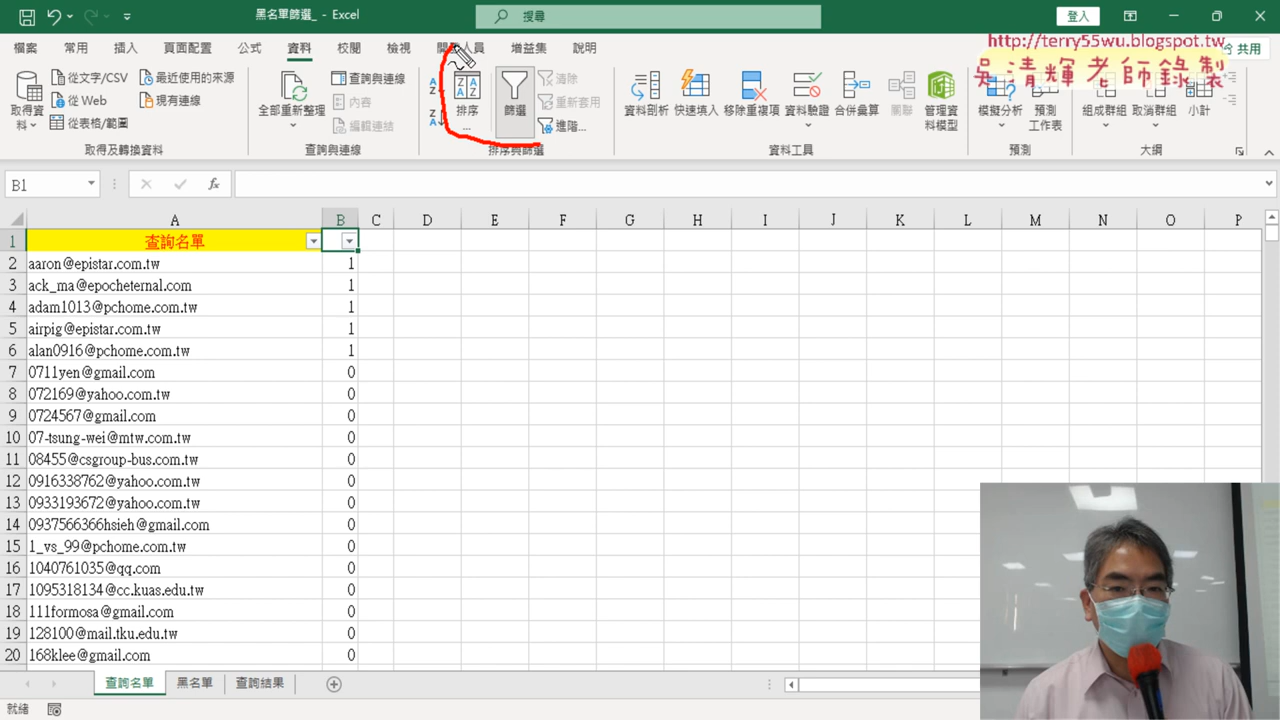 黑名單篩選_ - Excel
搜尋
登入
檔案 常用 插入 頁面配置 公式 資料 校閱 檢視 開 人員 增益集 說明
http://terry55wu.blogspot.tw
共用
吳清輝老師錄製
取得資料
從文字/CSV
從 Web
從表格/範圍
最近使用的來源
現有連線
取得及轉換資料
全部重新整理
查詢與連線
內容
編輯連結
查詢與連線
排序...
篩選
清除
重新套用
進階...
排序與篩選
資料剖析
快速填入
移除重複項
資料驗證
合併彙算
關聯
管理資料模型
資料工具
模擬分析
預測工作表
預測
組成群組
取消群組
小計
大綱
B1
fx
A B C D E F G H I J K L M N O P
1 查詢名單
2 aaron@epistar.com.tw 1
3 ack_ma@epocheternal.com 1
4 adam1013@pchome.com.tw 1
5 airpig@epistar.com.tw 1
6 alan0916@pchome.com.tw 1
7 0711yen@gmail.com 0
8 072169@yahoo.com.tw 0
9 0724567@gmail.com 0
10 07-tsung-wei@mtw.com.tw 0
11 08455@csgroup-bus.com.tw 0
12 0916338762@yahoo.com.tw 0
13 0933193672@yahoo.com.tw 0
14 0937566366hsieh@gmail.com 0
15 1_vs_99@pchome.com.tw 0
16 1040761035@qq.com 0
17 1095318134@cc.kuas.edu.tw 0
18 111formosa@gmail.com 0
19 128100@mail.tku.edu.tw 0
20 168klee@gmail.com 0
查詢名單 黑名單 查詢結果
就緒